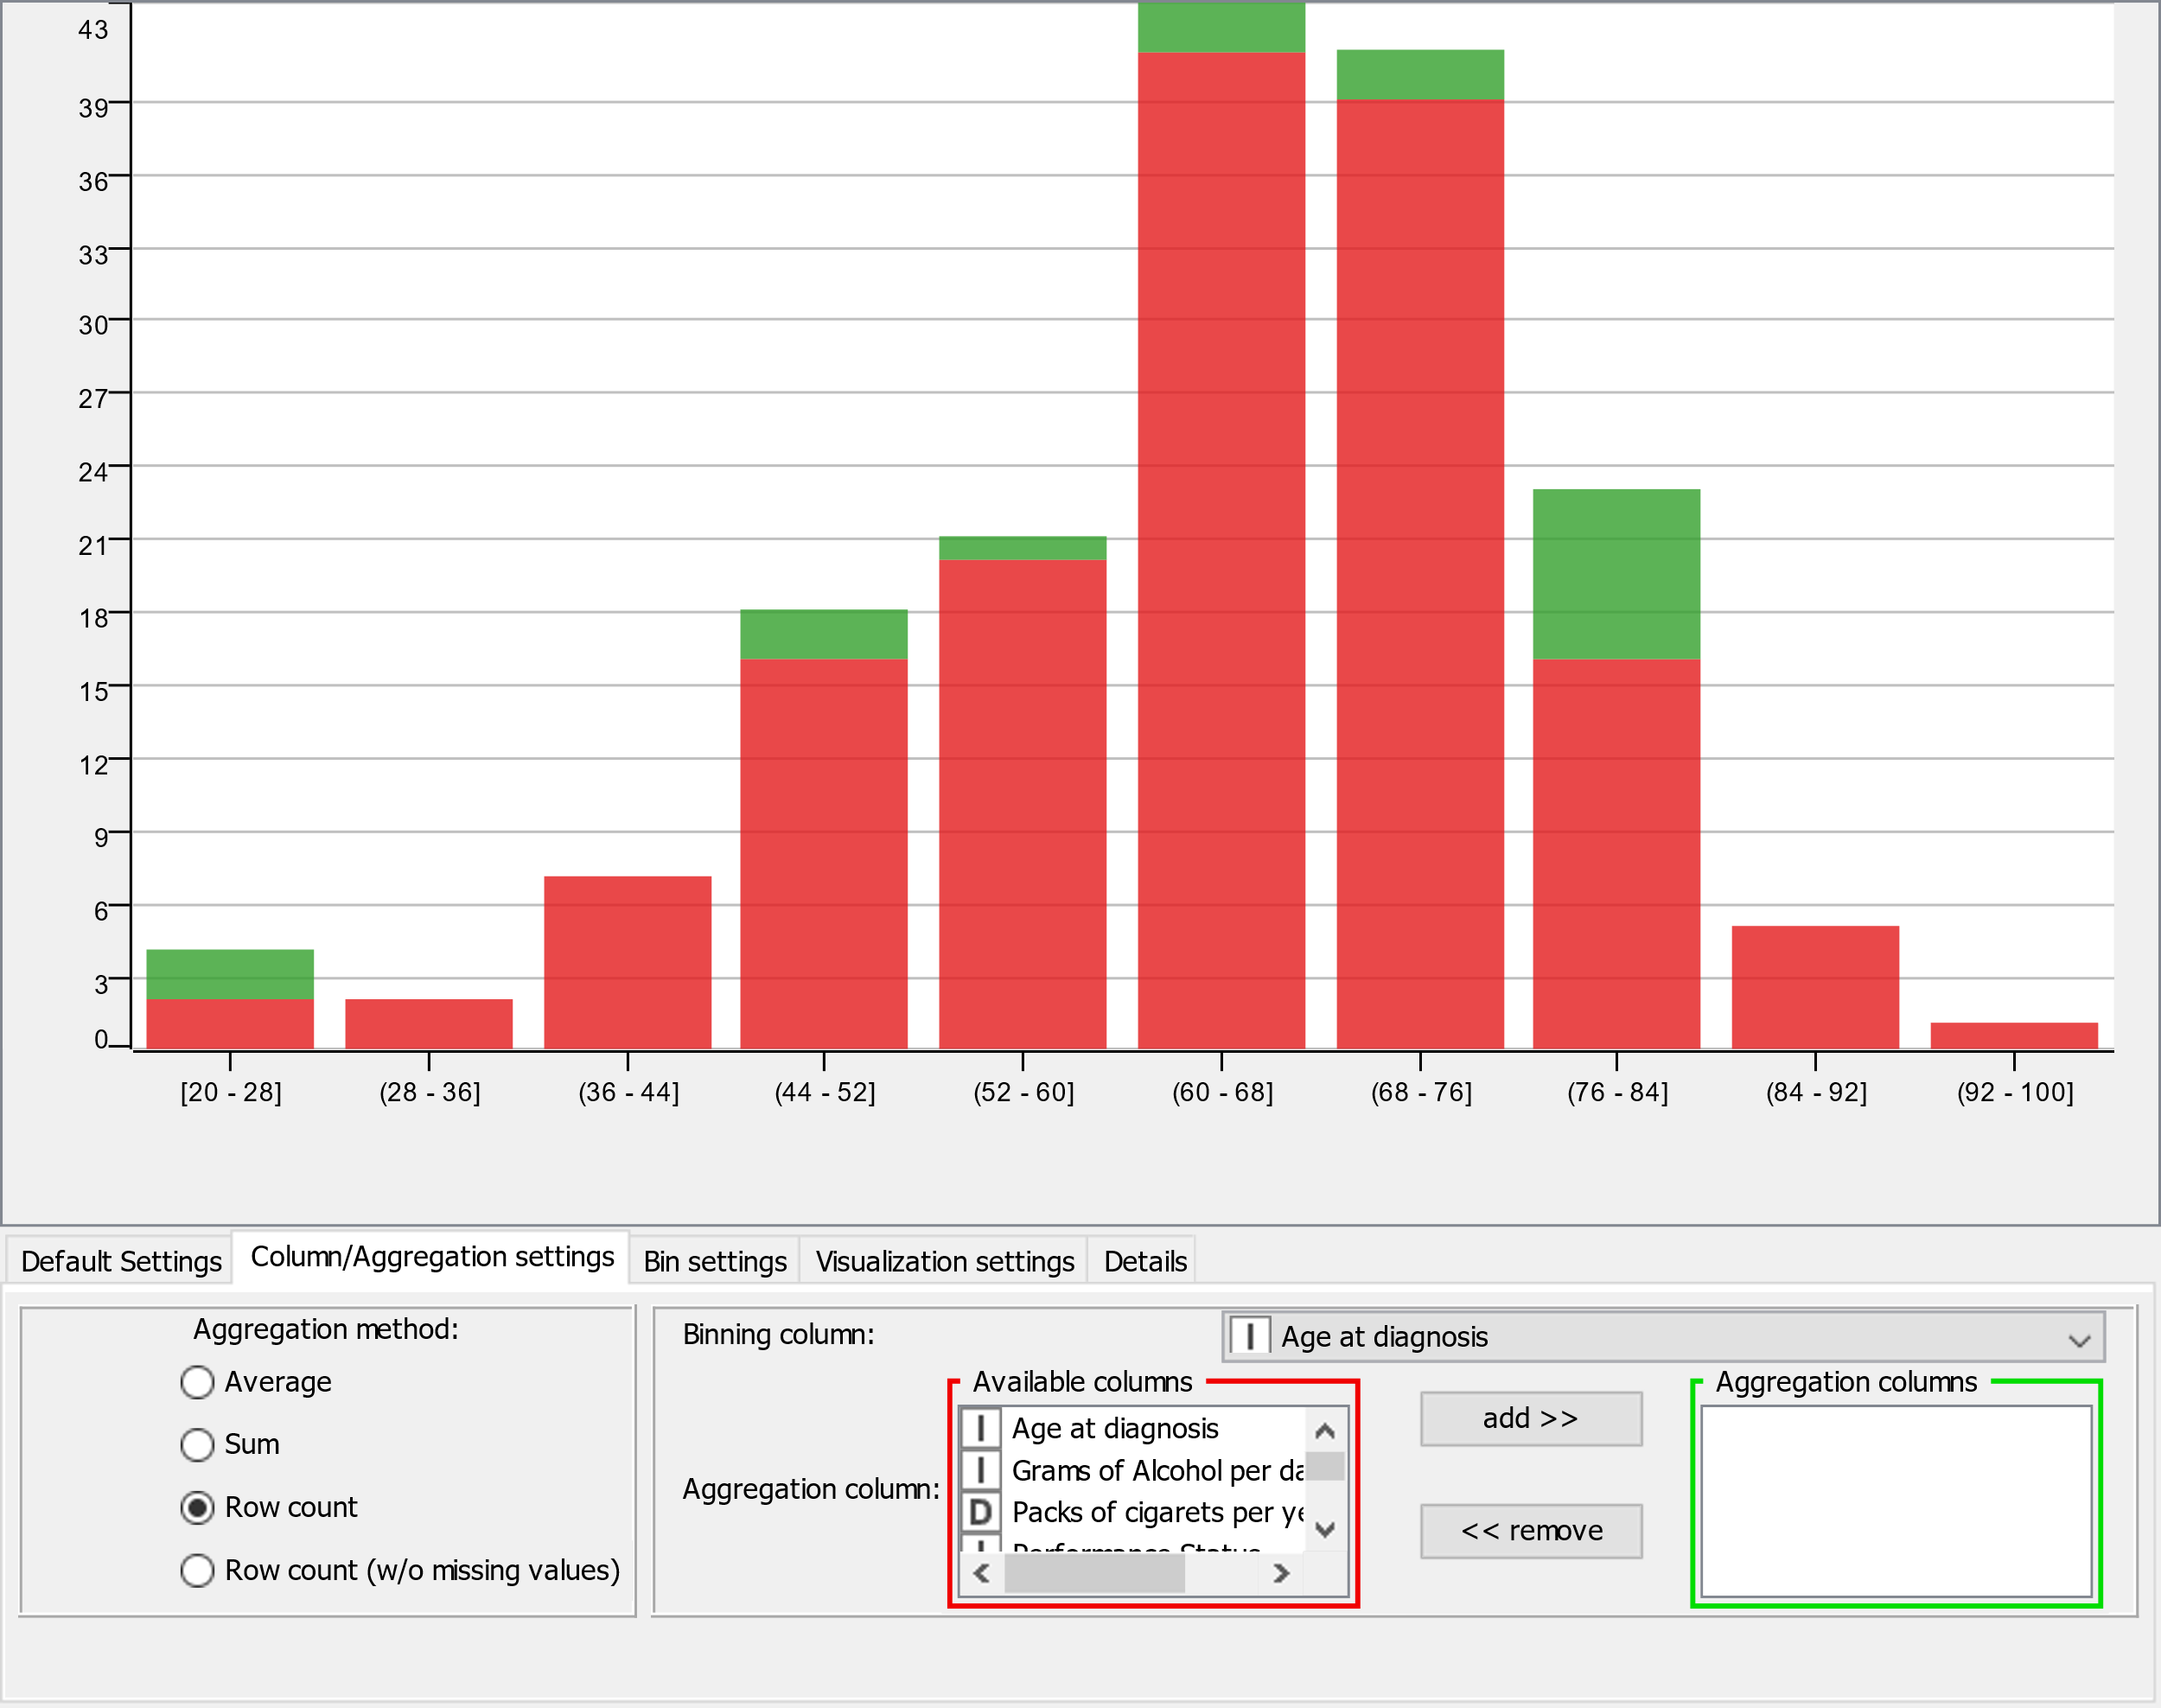 43
39
36
33
30
27
24
21
18
15
12
9
6
3
0
[20 - 28] (28 - 36] (36 - 44] (44 - 52] (52 - 60] (60 - 68] (68 - 76] (76 - 84] (84 - 92] (92 - 100]
Default Settings Column/Aggregation settings Bin settings Visualization settings Details
Aggregation method:
Average
Sum
Row count
Row count (w/o missing values)
Binning column:
I Age at diagnosis
Aggregation column:
Available columns
I Age at diagnosis
I Grams of Alcohol per da
D Packs of cigarets per ye
I Performance Status
add >>
<< remove
Aggregation columns